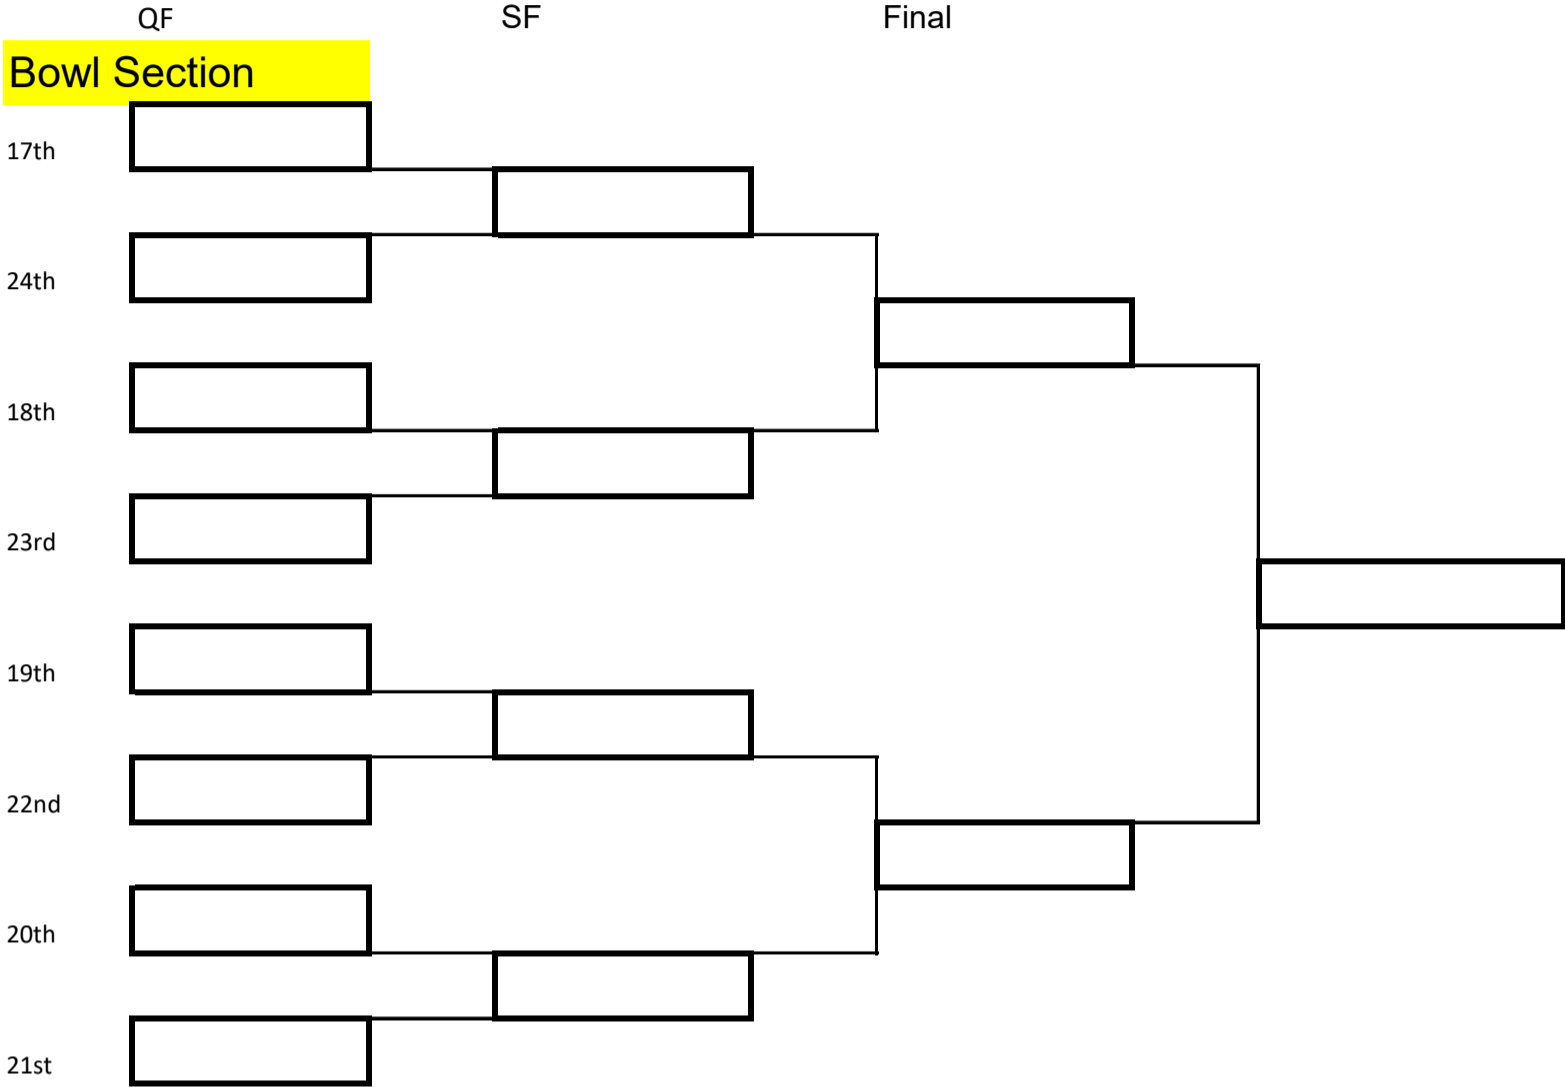 QF SF Final
Bowl Section
17th
24th
18th
23rd
19th
22nd
20th
21st